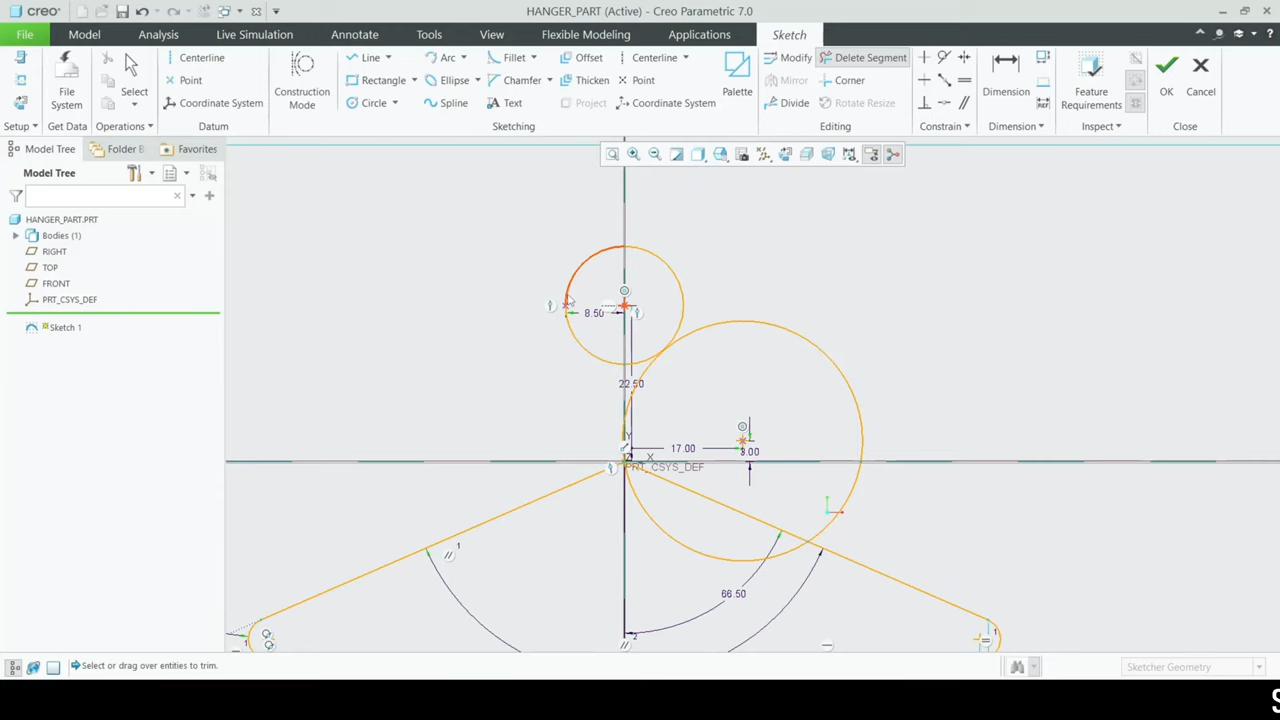 creo
HANGER_PART (Active) - Creo Parametric 7.0
File Model Analysis Live Simulation Annotate Tools View Flexible Modeling Applications Sketch
File System
Select
Centerline
Point
Coordinate System
Construction Mode
Line Arc Fillet Offset Centerline
Rectangle Ellipse Chamfer Thicken Point
Circle Spline Text Project Coordinate System
Palette
Modify Delete Segment
Mirror Corner
Divide Rotate Resize
Dimension
Feature Requirements
OK
Cancel
Setup Get Data Operations Datum Sketching Editing Constrain Dimension Inspect Close
Model Tree Folder B Favorites
Model Tree
HANGER_PART.PRT
Bodies (1)
RIGHT
TOP
FRONT
PRT_CSYS_DEF
Sketch 1
8.50
22.50
17.00
3.00
Y
X
Z
PRT_CSYS_DEF
1
66.50
2
1
1
Select or drag over entities to trim.
Sketcher Geometry
S